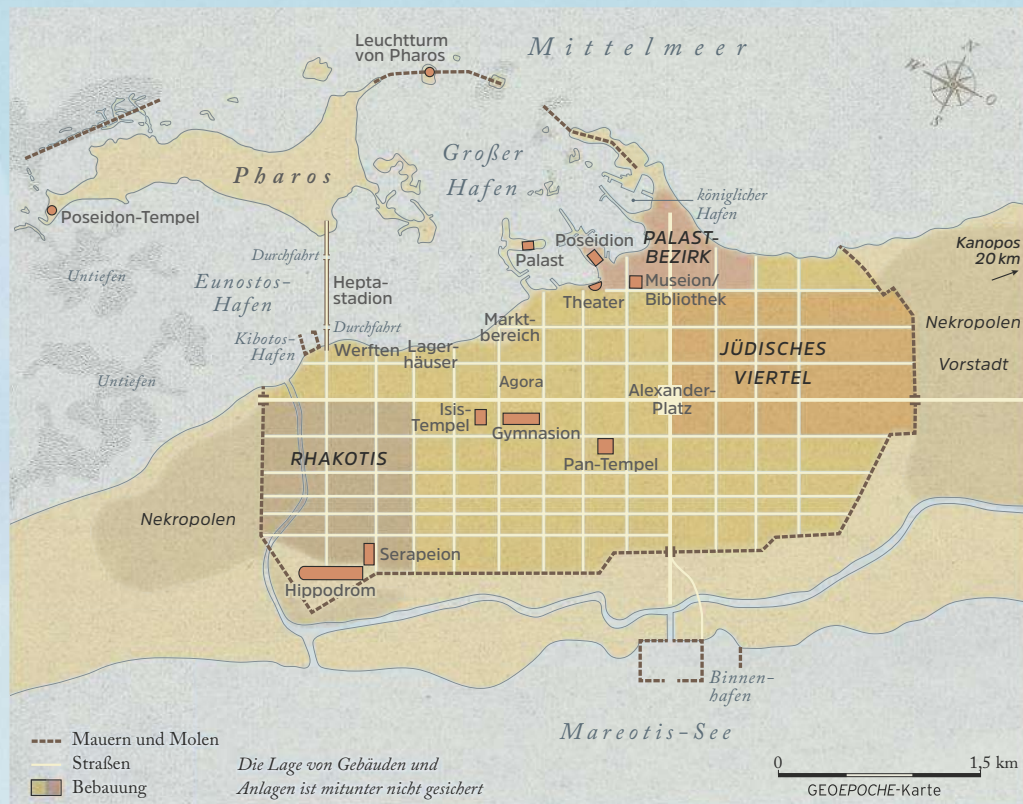 Leuchtturm
von Pharos
Mittelmeer
N
W
O
S
Großer
Hafen
Pharos
königlicher
Hafen
Poseidon-Tempel
Poseidion
Palast
PALAST-
BEZIRK
Kanopos
20 km
Durchfahrt
Untiefen
Eunostos-
Hafen
Hepta-
stadion
Theater
Museion/
Bibliothek
Markt-
bereich
Nekropolen
Durchfahrt
Kibotos-
Hafen
Werften
Lager-
häuser
JÜDISCHES
VIERTEL
Vorstadt
Untiefen
Agora
Alexander-
Platz
Isis-
Tempel
Gymnasion
Pan-Tempel
RHAKOTIS
Nekropolen
Serapeion
Hippodrom
Binnen-
hafen
Mareotis-See
Mauern und Molen
Straßen
Bebauung
Die Lage von Gebäuden und
Anlagen ist mitunter nicht gesichert
0 1,5 km
GEOEPOCHE-Karte